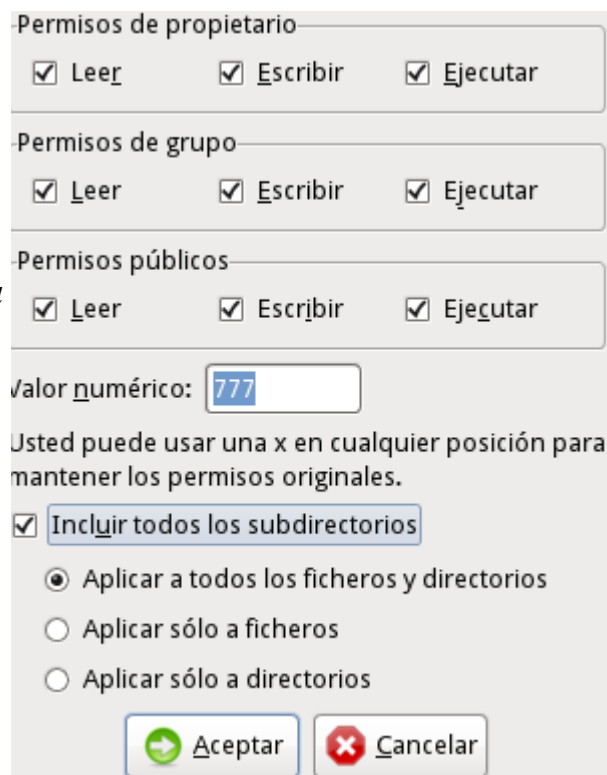 Permisos de propietario
Leer Escribir Ejecutar
Permisos de grupo
Leer Escribir Ejecutar
Permisos públicos
Leer Escribir Ejecutar
Valor numérico: 777
Usted puede usar una x en cualquier posición para
mantener los permisos originales.
Incluir todos los subdirectorios
Aplicar a todos los ficheros y directorios
Aplicar sólo a ficheros
Aplicar sólo a directorios
Aceptar Cancelar